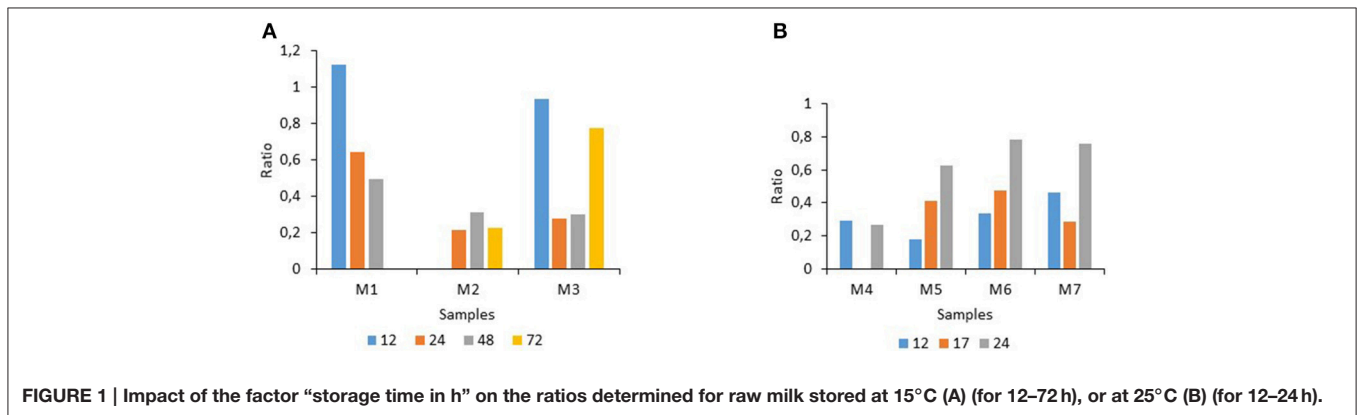 A
1,2
1
0,8
0,6
0,4
0,2
0
Ratio
M1 M2 M3
Samples
12 24 48 72
B
1
0,8
0,6
0,4
0,2
0
Ratio
M4 M5 M6 M7
Samples
12 17 24
FIGURE 1 | Impact of the factor “storage time in h” on the ratios determined for raw milk stored at 15°C (A) (for 12–72 h), or at 25°C (B) (for 12–24 h).